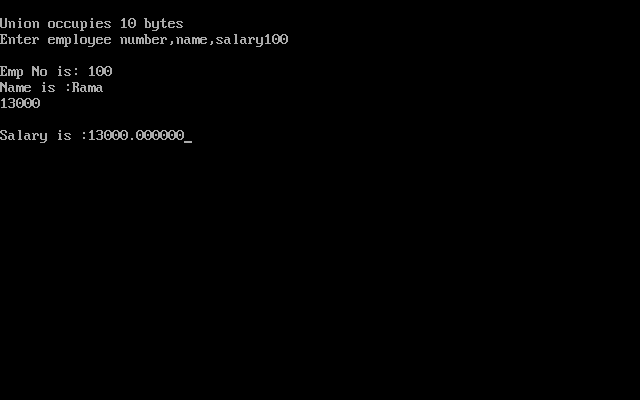 Union occupies 10 bytes
Enter employee number,name,salary100
Emp No is: 100
Name is :Rama
13000
Salary is :13000.000000_